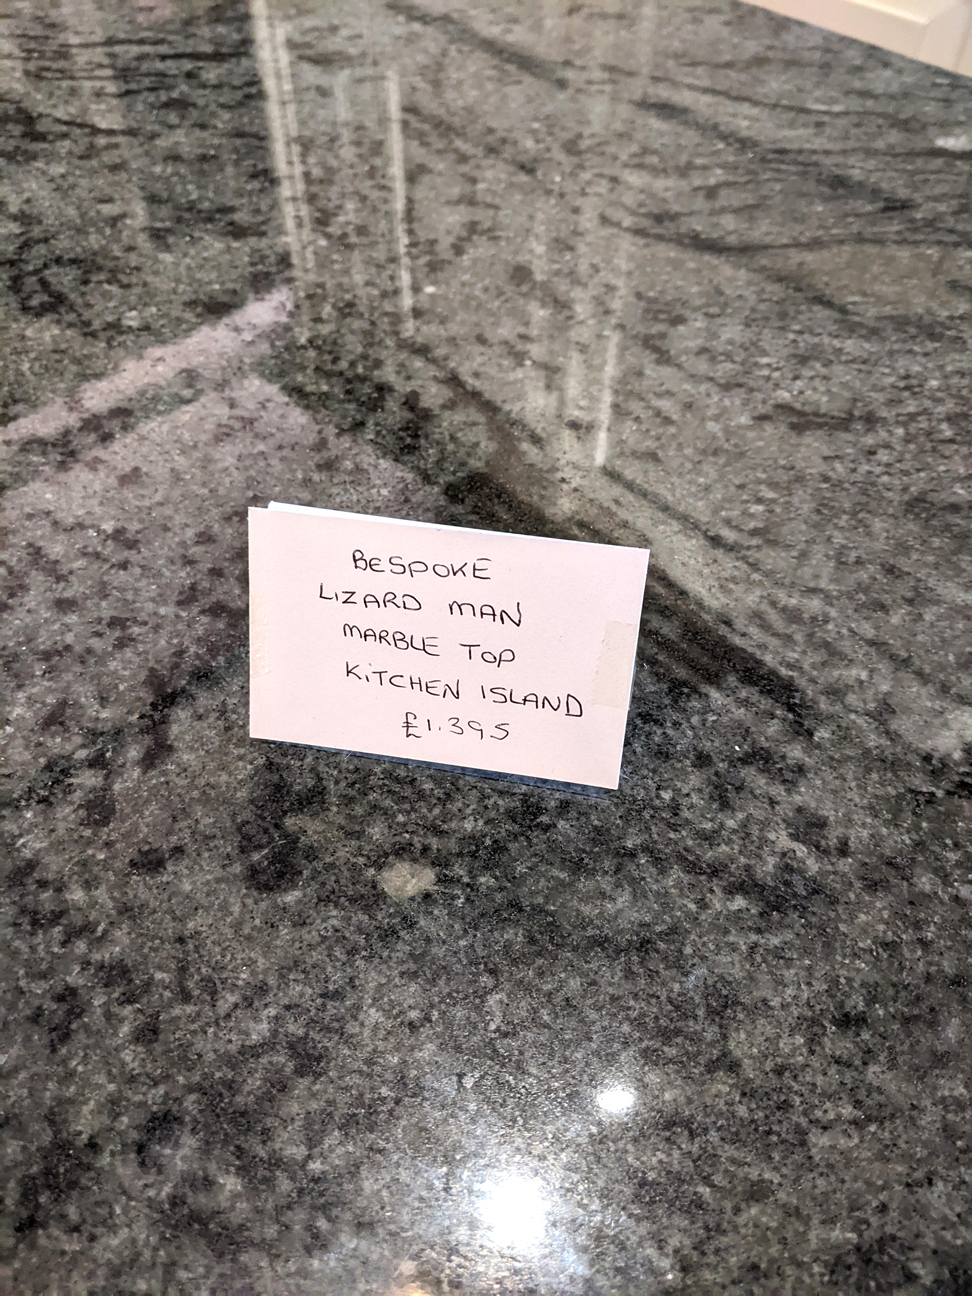 BeSPOKE
LIZARD MAN
MARBLE TOP
KiTCHEN ISLAND
£1.395